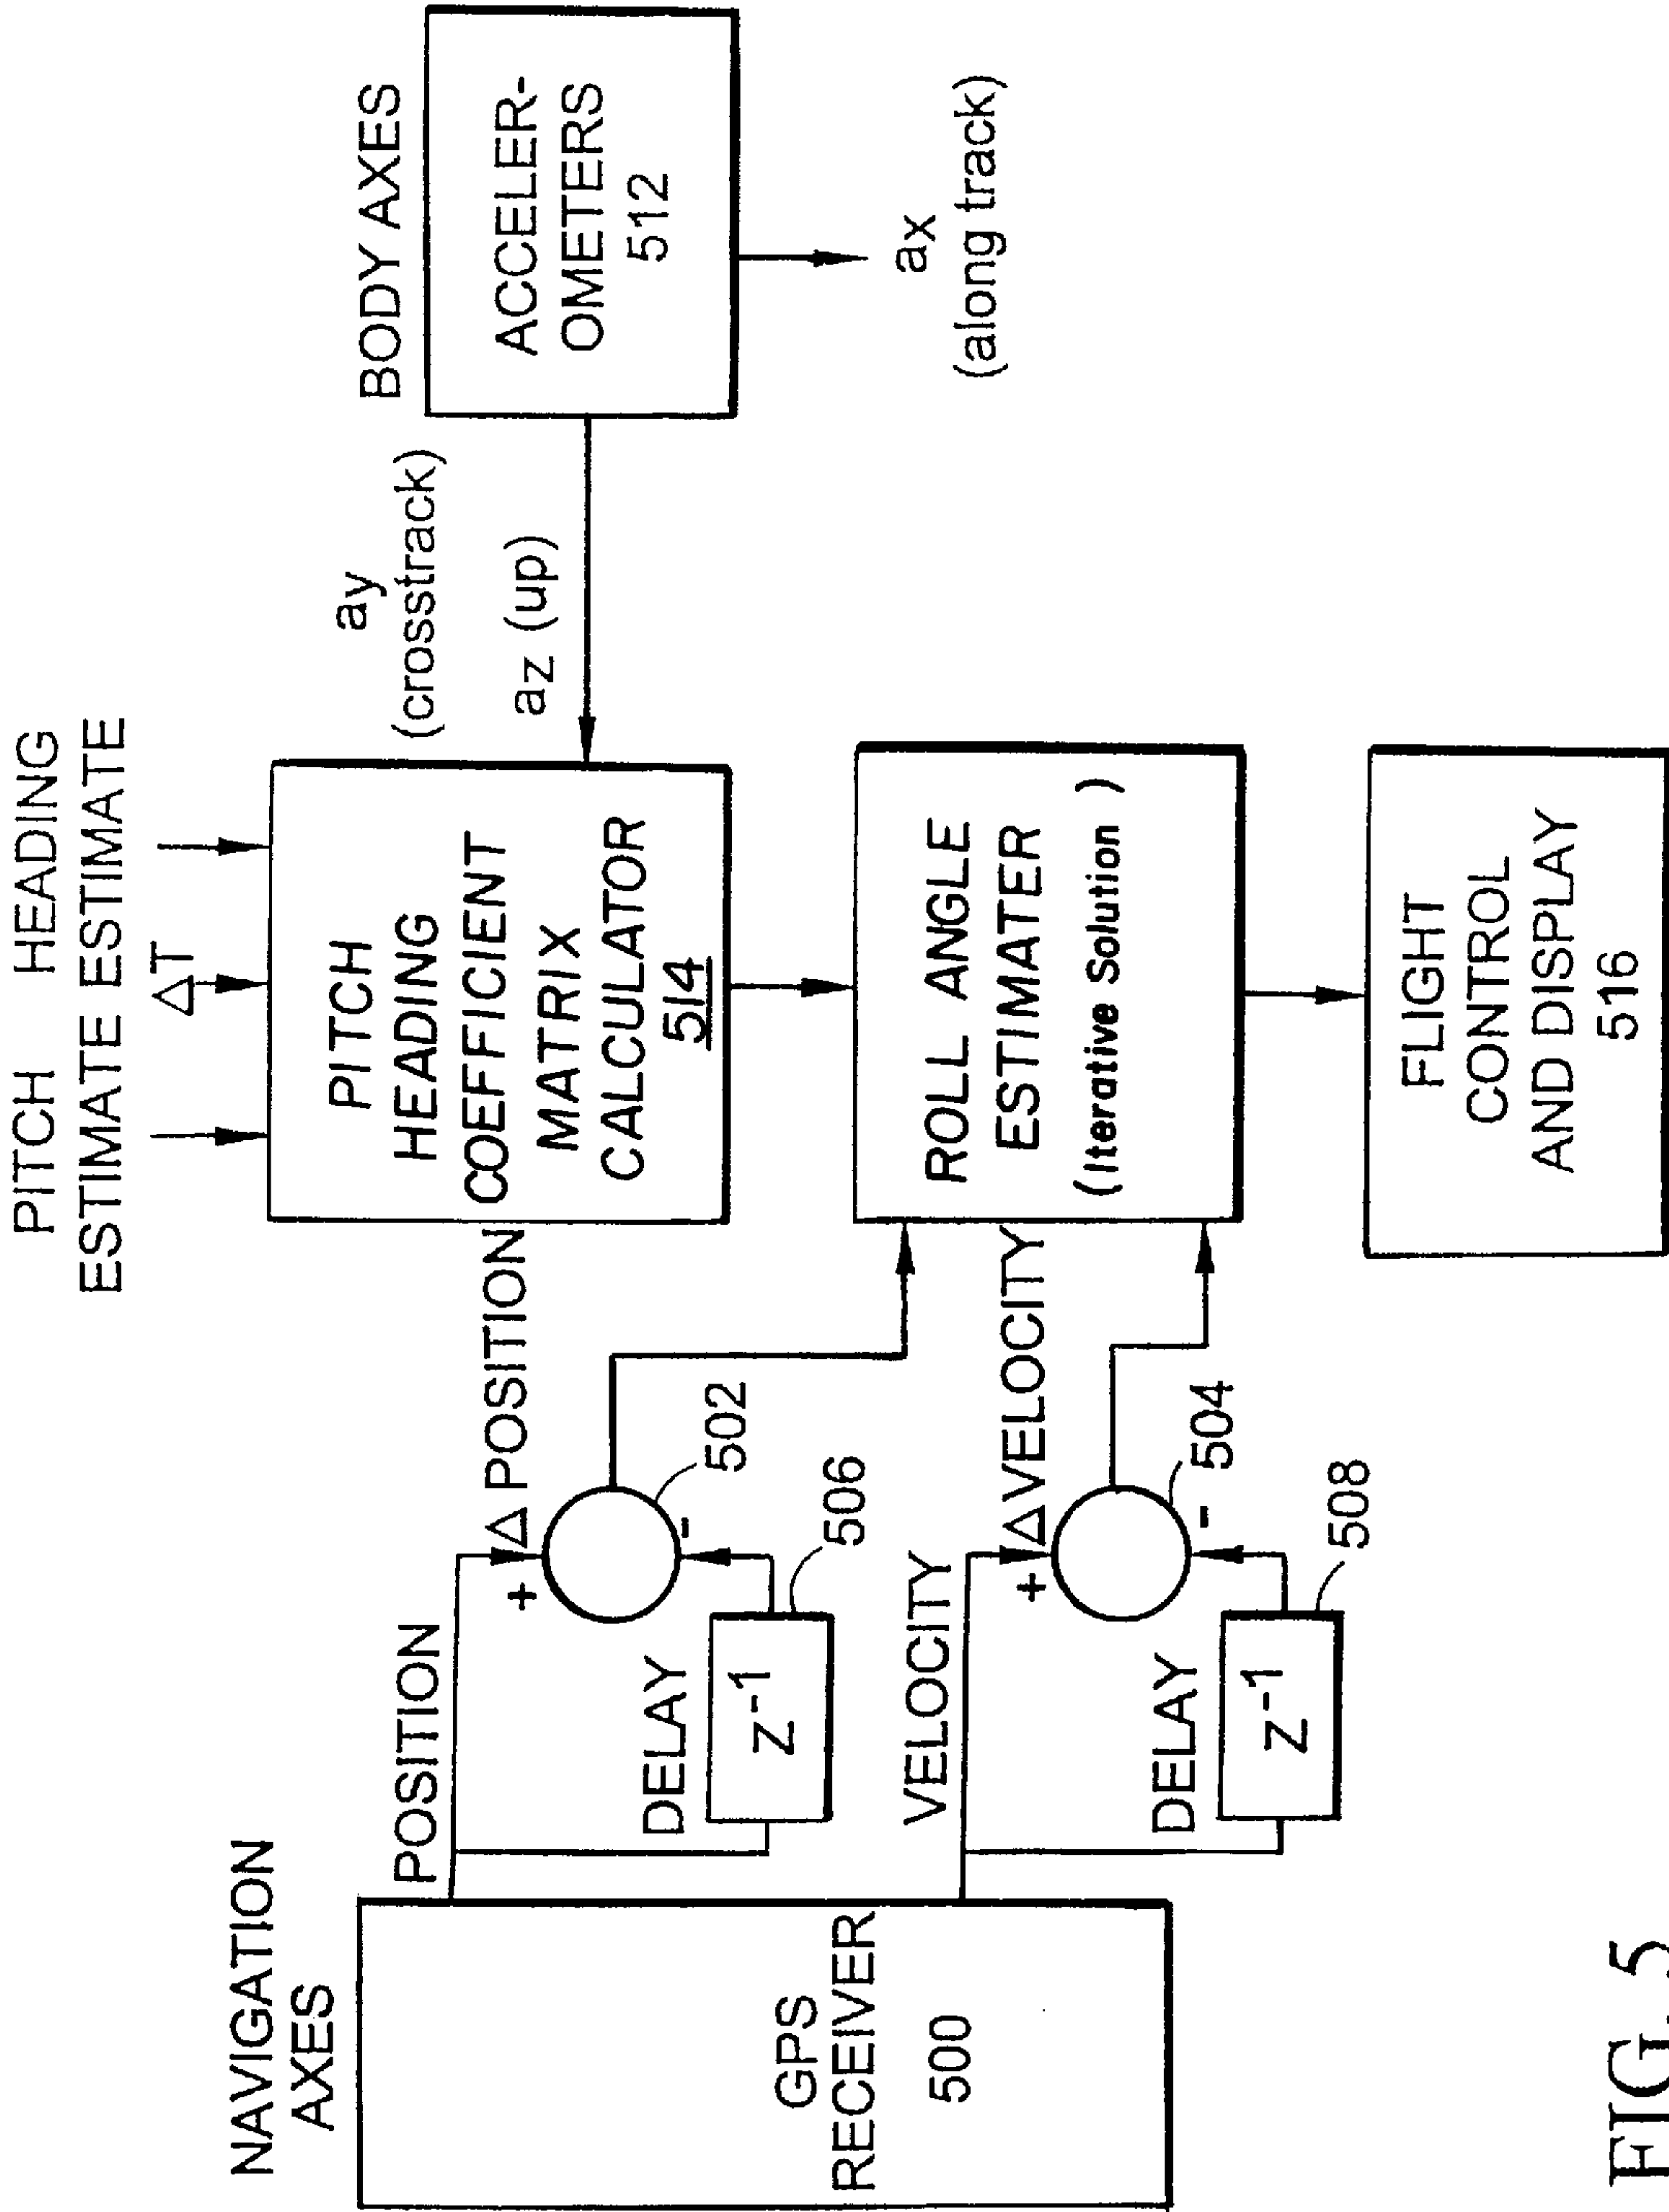 NAVIGATION
AXES
GPS
RECEIVER
500
POSITION
DELAY
Z-1
506
+
-
502
Δ POSITION
VELOCITY
DELAY
Z-1
508
+
-
504
ΔVELOCITY
PITCH HEADING
ESTIMATE ESTIMATE
ΔT
PITCH
HEADING
COEFFICIENT
MATRIX
CALCULATOR
514
ROLL ANGLE
ESTIMATER
(Iterative Solution )
FLIGHT
CONTROL
AND DISPLAY
516
ay
(crosstrack)
az (up)
BODY AXES
ACCELER-
OMETERS
512
ax
(along track)
FIG. 5